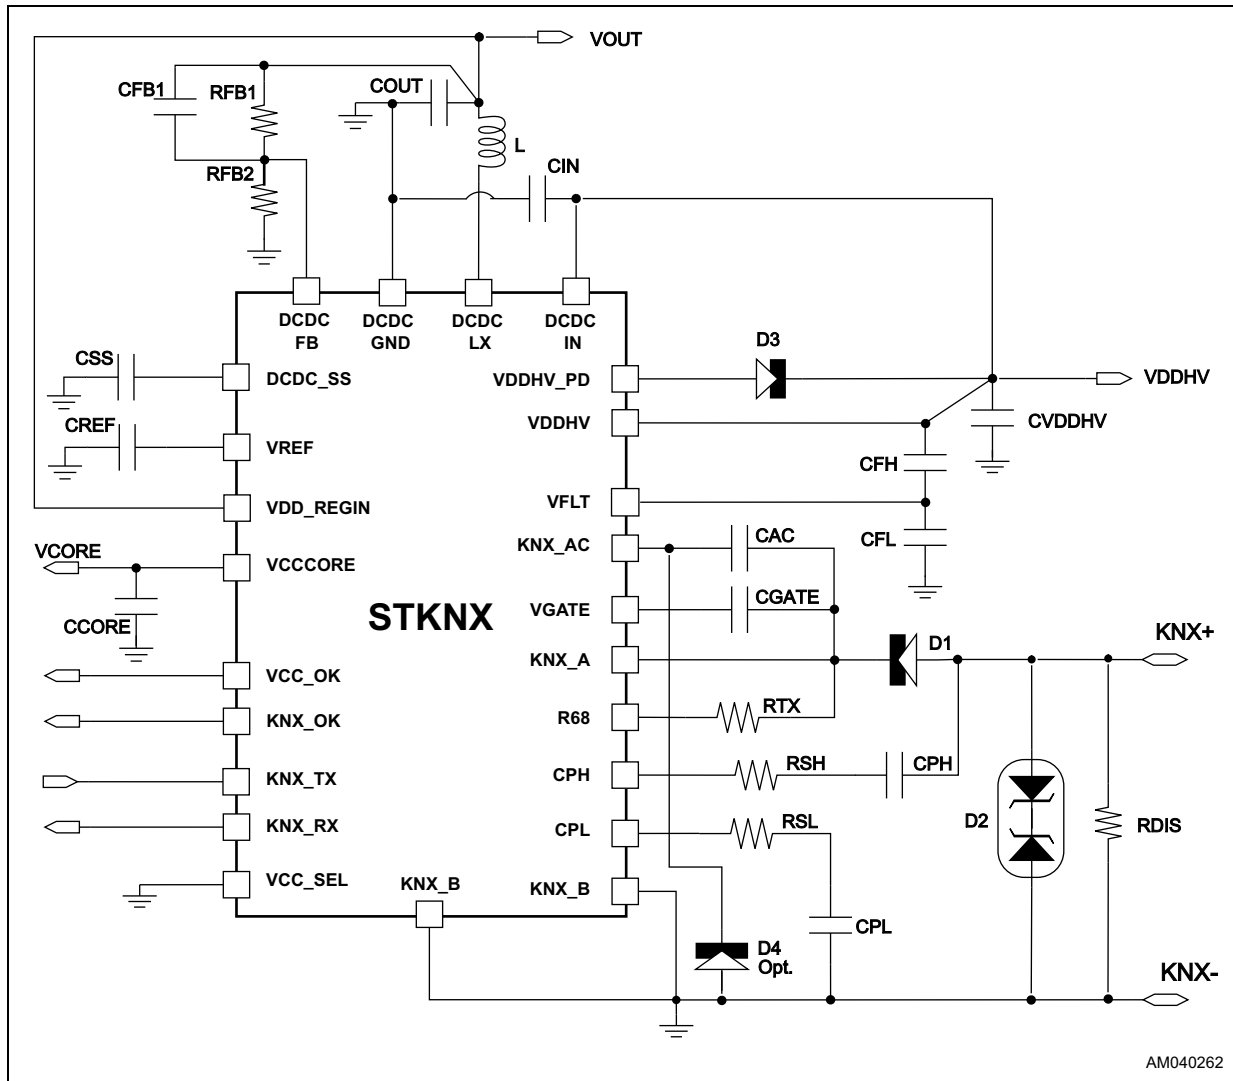 VOUT
COUT
CFB1
RFB1
L
CIN
RFB2
DCDC
FB
DCDC
GND
DCDC
LX
DCDC
IN
CSS
DCDC_SS
D3
VDDHV_PD
VDDHV
CREF
VREF
VDDHV
CVDDHV
CFH
VDD_REGIN
VFLT
VCORE
VCCCORE
KNX_AC
CAC
CFL
CCORE
STKNX
VGATE
CGATE
KNX_A
D1
KNX+
VCC_OK
KNX_OK
R68
RTX
KNX_TX
CPH
RSH
CPH
KNX_RX
CPL
RSL
D2
RDIS
VCC_SEL
KNX_B
KNX_B
CPL
D4
Opt.
KNX-
AM040262